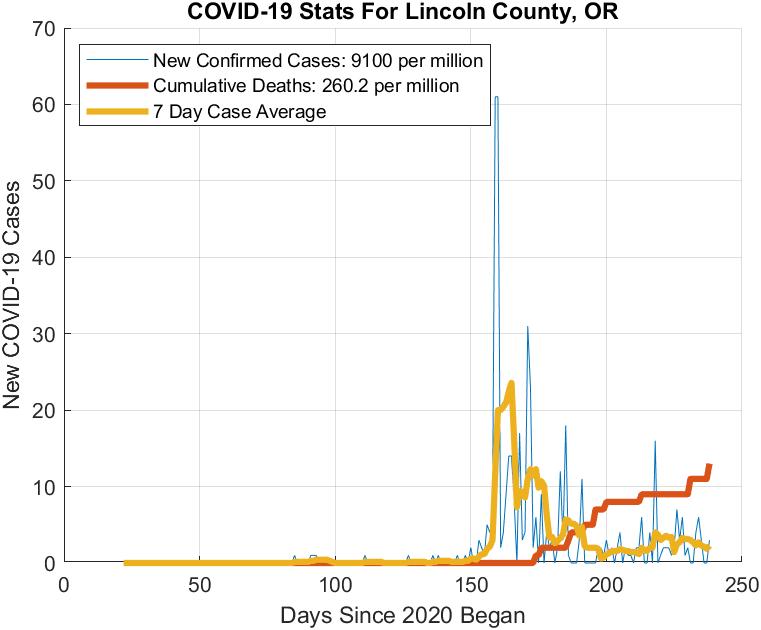 COVID-19 Stats For Lincoln County, OR
70
60
50
40
30
20
10
0
New COVID-19 Cases
New Confirmed Cases: 9100 per million
Cumulative Deaths: 260.2 per million
7 Day Case Average
0 50 100 150 200 250
Days Since 2020 Began